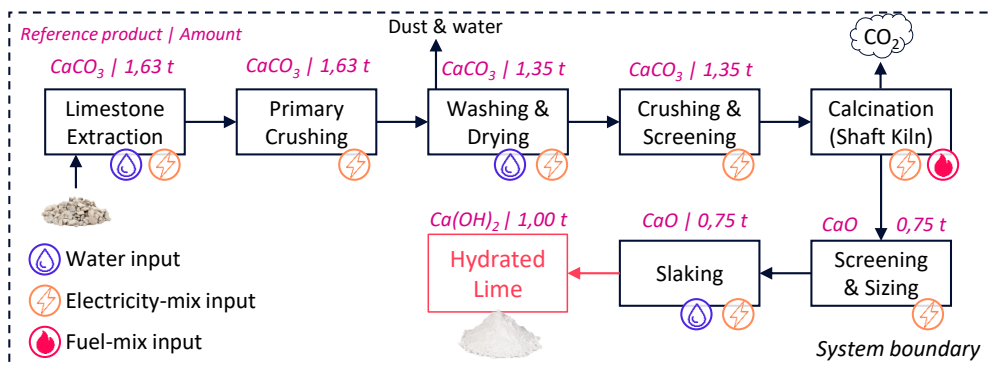 Reference product | Amount
Dust & water
CO2
CaCO3 | 1,63 t
CaCO3 | 1,63 t
CaCO3 | 1,35 t
CaCO3 | 1,35 t
Limestone
Extraction
Primary
Crushing
Washing &
Drying
Crushing &
Screening
Calcination
(Shaft Kiln)
Ca(OH)2 | 1,00 t
CaO | 0,75 t
CaO 0,75 t
Hydrated
Lime
Slaking
Screening
& Sizing
Water input
Electricity-mix input
Fuel-mix input
System boundary